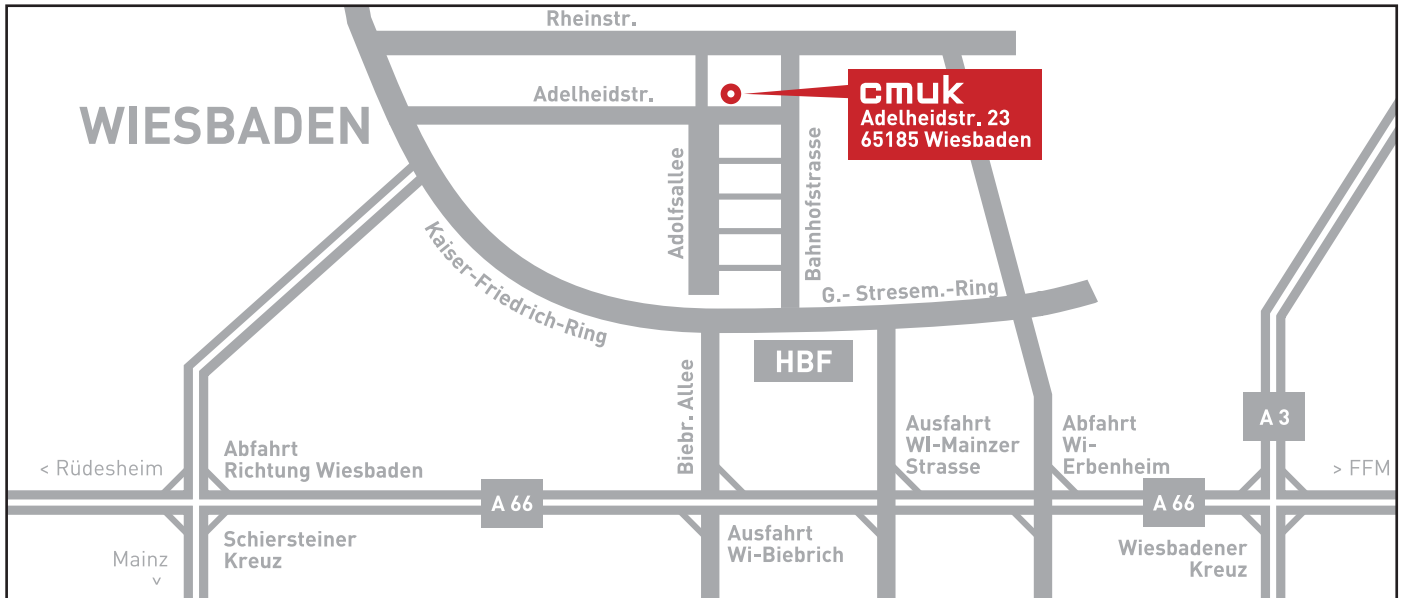 Rheinstr.
WIESBADEN
Adelheidstr.
cmuk
Adelheidstr. 23
65185 Wiesbaden
Adolfsallee
Bahnhofstrasse
Kaiser-Friedrich-Ring
G.- Stresem.-Ring
HBF
Biebr. Allee
A 3
< Rüdesheim
Abfahrt
Richtung Wiesbaden
Ausfahrt
WI-Mainzer
Strasse
Abfahrt
Wi-
Erbenheim
> FFM
A 66
A 66
Mainz
v
Schiersteiner
Kreuz
Ausfahrt
Wi-Biebrich
Wiesbadener
Kreuz